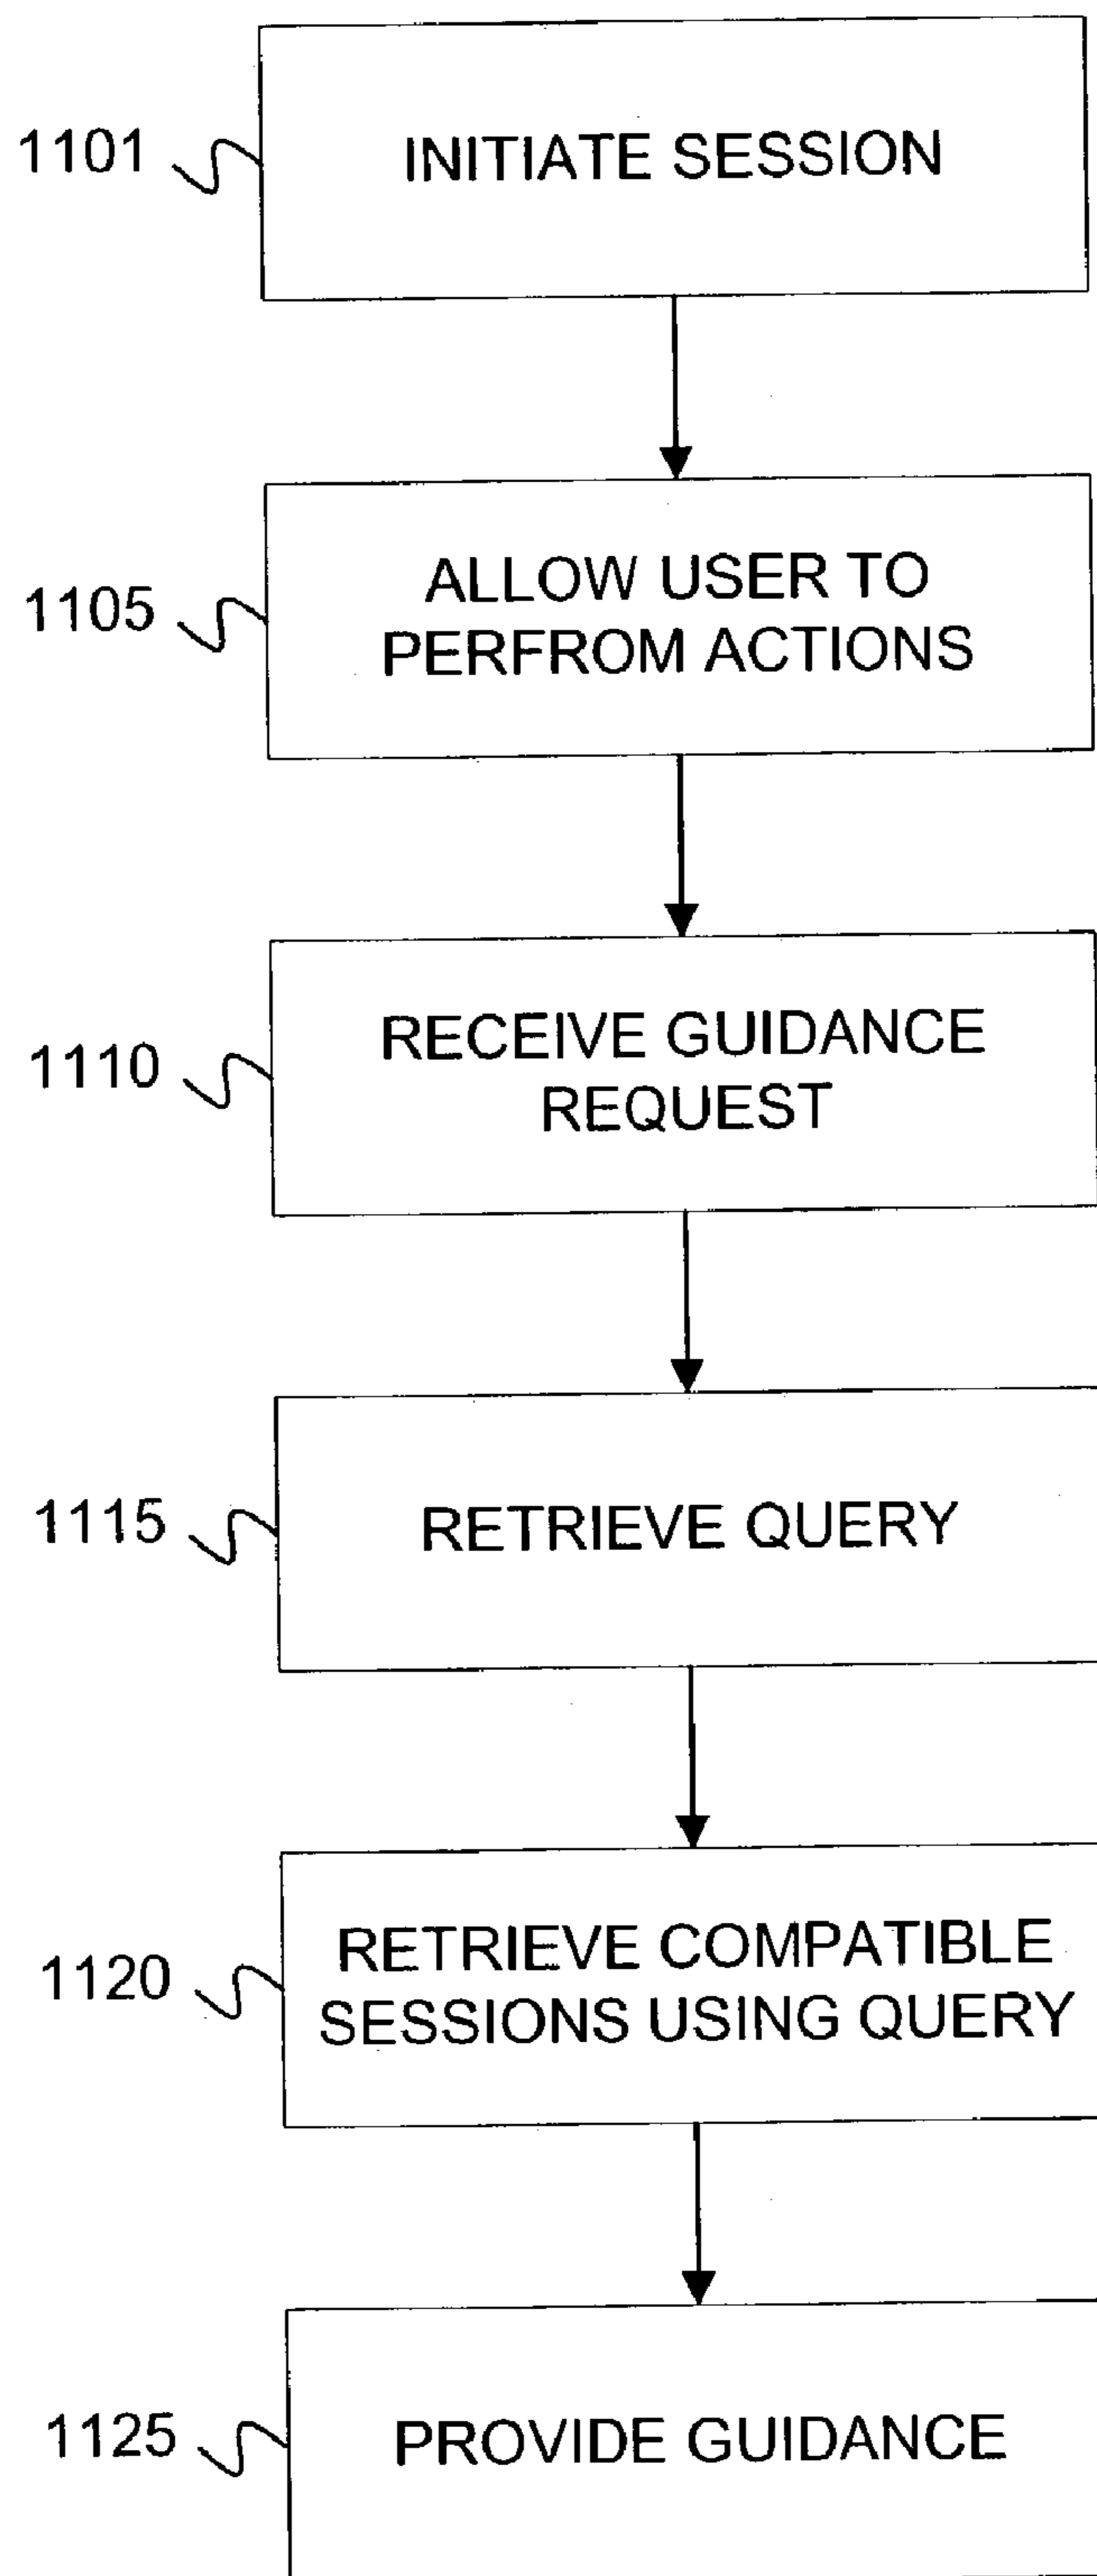 1101
INITIATE SESSION
1105
ALLOW USER TO
PERFROM ACTIONS
1110
RECEIVE GUIDANCE
REQUEST
1115
RETRIEVE QUERY
1120
RETRIEVE COMPATIBLE
SESSIONS USING QUERY
1125
PROVIDE GUIDANCE